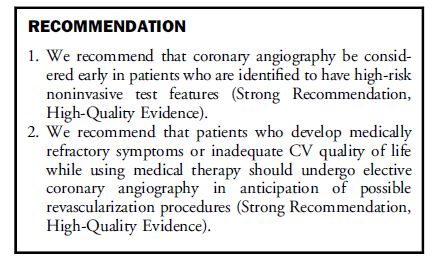 RECOMMENDATION
1. We recommend that coronary angiography be consid-
ered early in patients who are identified to have high-risk
noninvasive test features (Strong Recommendation,
High-Quality Evidence).
2. We recommend that patients who develop medically
refractory symptoms or inadequate CV quality of life
while using medical therapy should undergo elective
coronary angiography in anticipation of possible
revascularization procedures (Strong Recommendation,
High-Quality Evidence).